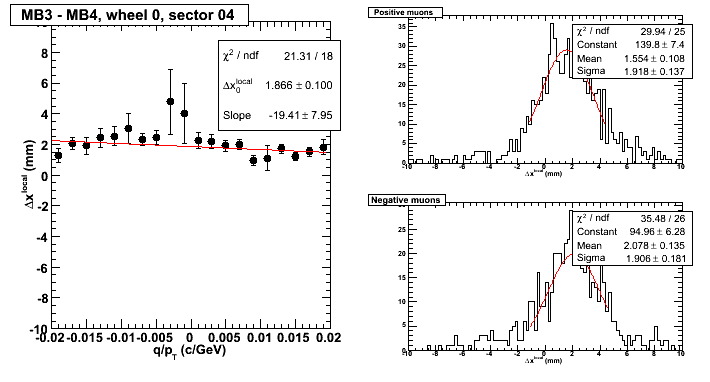 MB3 - MB4, wheel 0, sector 04
χ² / ndf 21.31 / 18
Δx₀^local 1.866 ± 0.100
Slope -19.41 ± 7.95
Δx^local (mm)
10
8
6
4
2
0
-2
-4
-6
-8
-10
-0.02 -0.015 -0.01 -0.005 0 0.005 0.01 0.015 0.02
q/p_T (c/GeV)
Positive muons
χ² / ndf 29.94 / 25
Constant 139.8 ± 7.4
Mean 1.554 ± 0.108
Sigma 1.918 ± 0.137
35
30
25
20
15
10
5
0
-10 -8 -6 -4 -2 0 2 4 6 8 10
Δx^local (mm)
Negative muons
χ² / ndf 35.48 / 26
Constant 94.96 ± 6.28
Mean 2.078 ± 0.135
Sigma 1.906 ± 0.181
30
25
20
15
10
5
0
-10 -8 -6 -4 -2 0 2 4 6 8 10
Δx^local (mm)